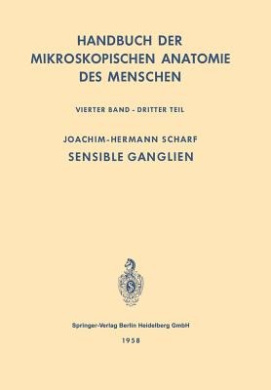 HANDBUCH DER
MIKROSKOPISCHEN ANATOMIE
DES MENSCHEN
VIERTER BAND - DRITTER TEIL
JOACHIM-HERMANN SCHARF
SENSIBLE GANGLIEN
Springer-Verlag Berlin Heidelberg GmbH
1958